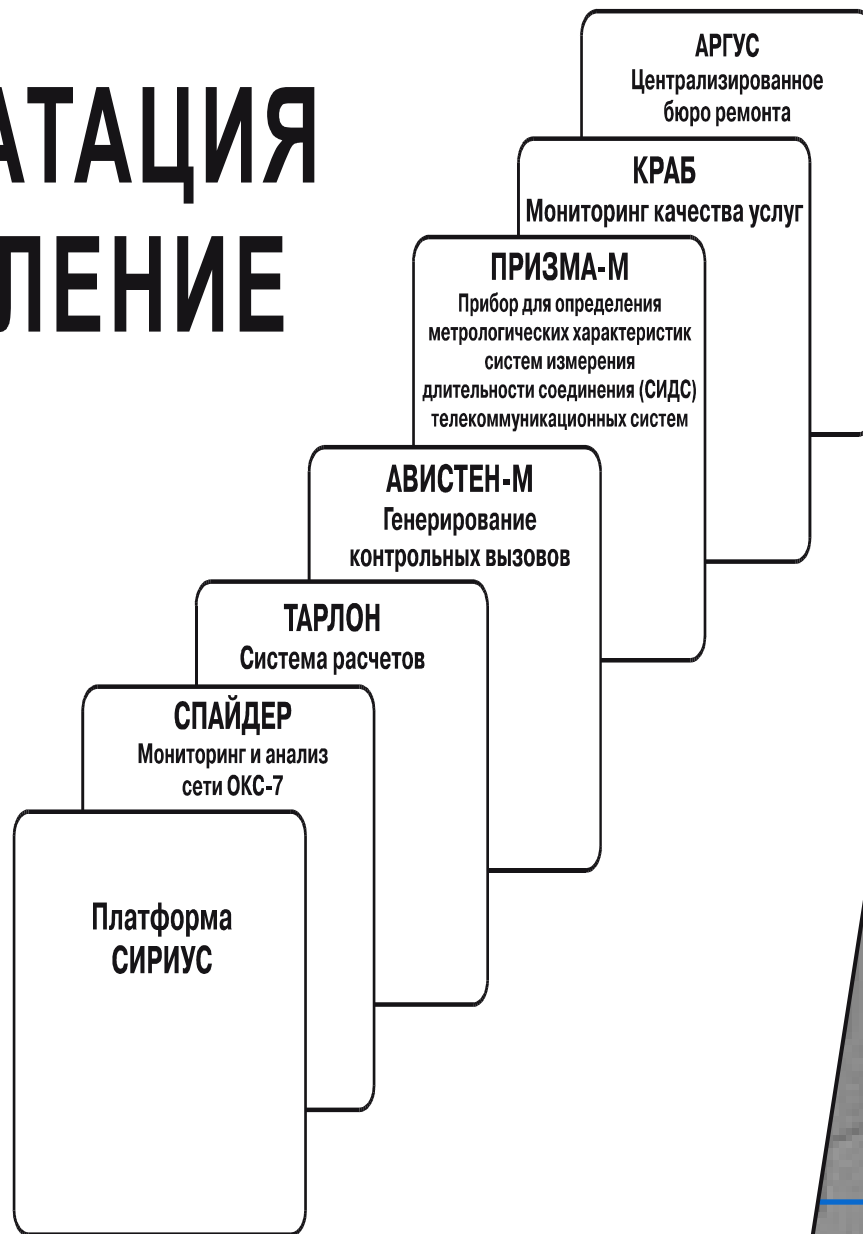 АТАЦИЯ
ЛЕНИЕ
АРГУС
Централизированное
бюро ремонта
КРАБ
Мониторинг качества услуг
ПРИЗМА-М
Прибор для определения
метрологических характеристик
систем измерения
длительности соединения (СИДС)
телекоммуникационных систем
АВИСТЕН-М
Генерирование
контрольных вызовов
ТАРЛОН
Система расчетов
СПАЙДЕР
Мониторинг и анализ
сети ОКС-7
Платформа
СИРИУС